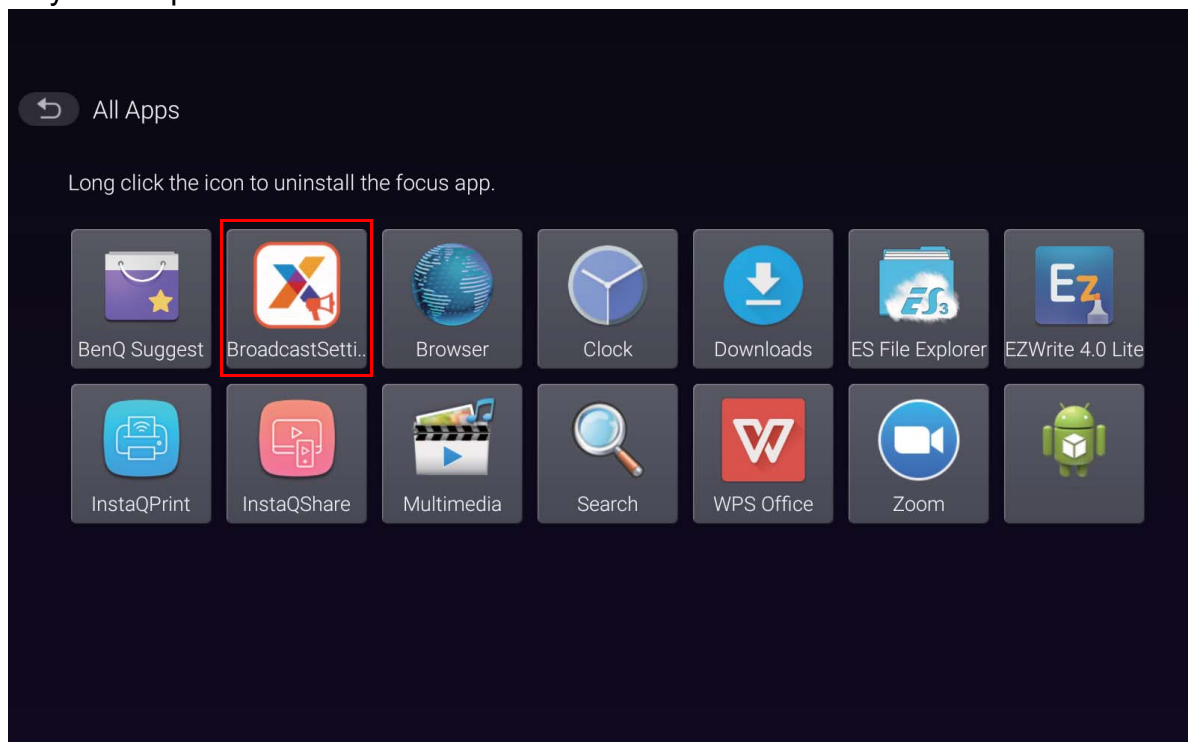 All Apps
Long click the icon to uninstall the focus app.
BenQ Suggest
BroadcastSetti..
Browser
Clock
Downloads
ES File Explorer
EZWrite 4.0 Lite
InstaQPrint
InstaQShare
Multimedia
Search
WPS Office
Zoom